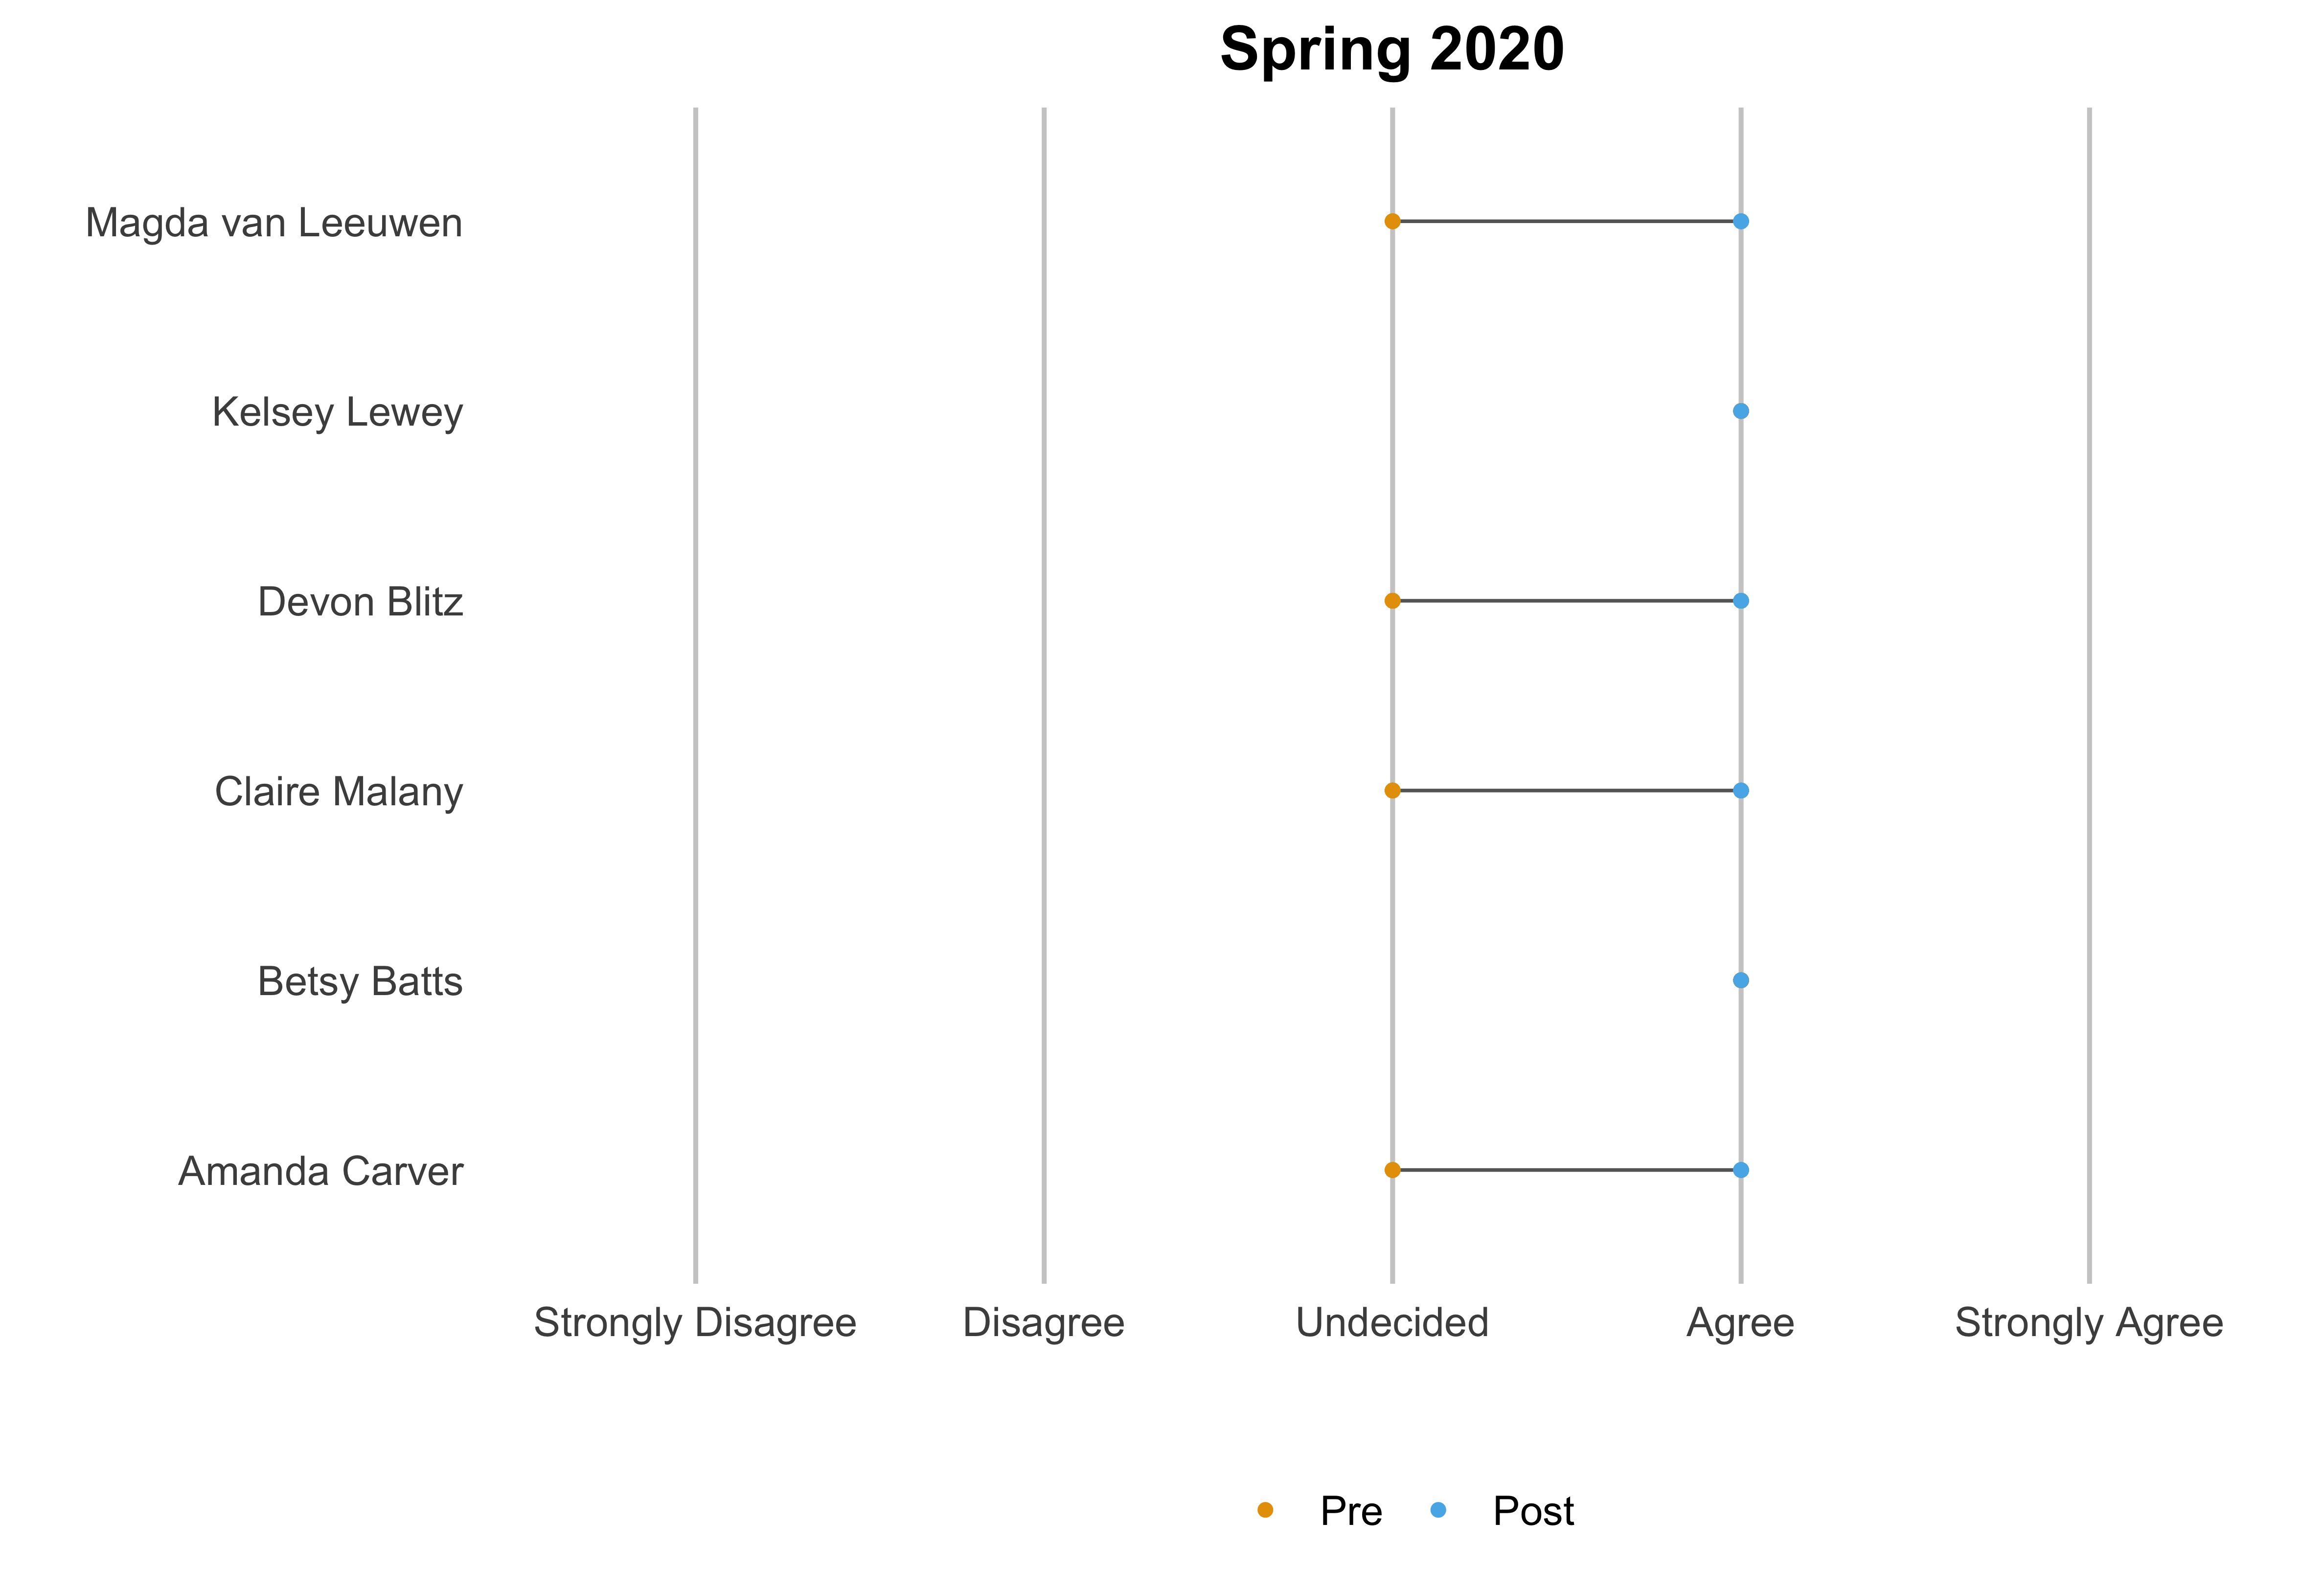 Spring 2020
Magda van Leeuwen
Kelsey Lewey
Devon Blitz
Claire Malany
Betsy Batts
Amanda Carver
Strongly Disagree Disagree Undecided Agree Strongly Agree
Pre Post